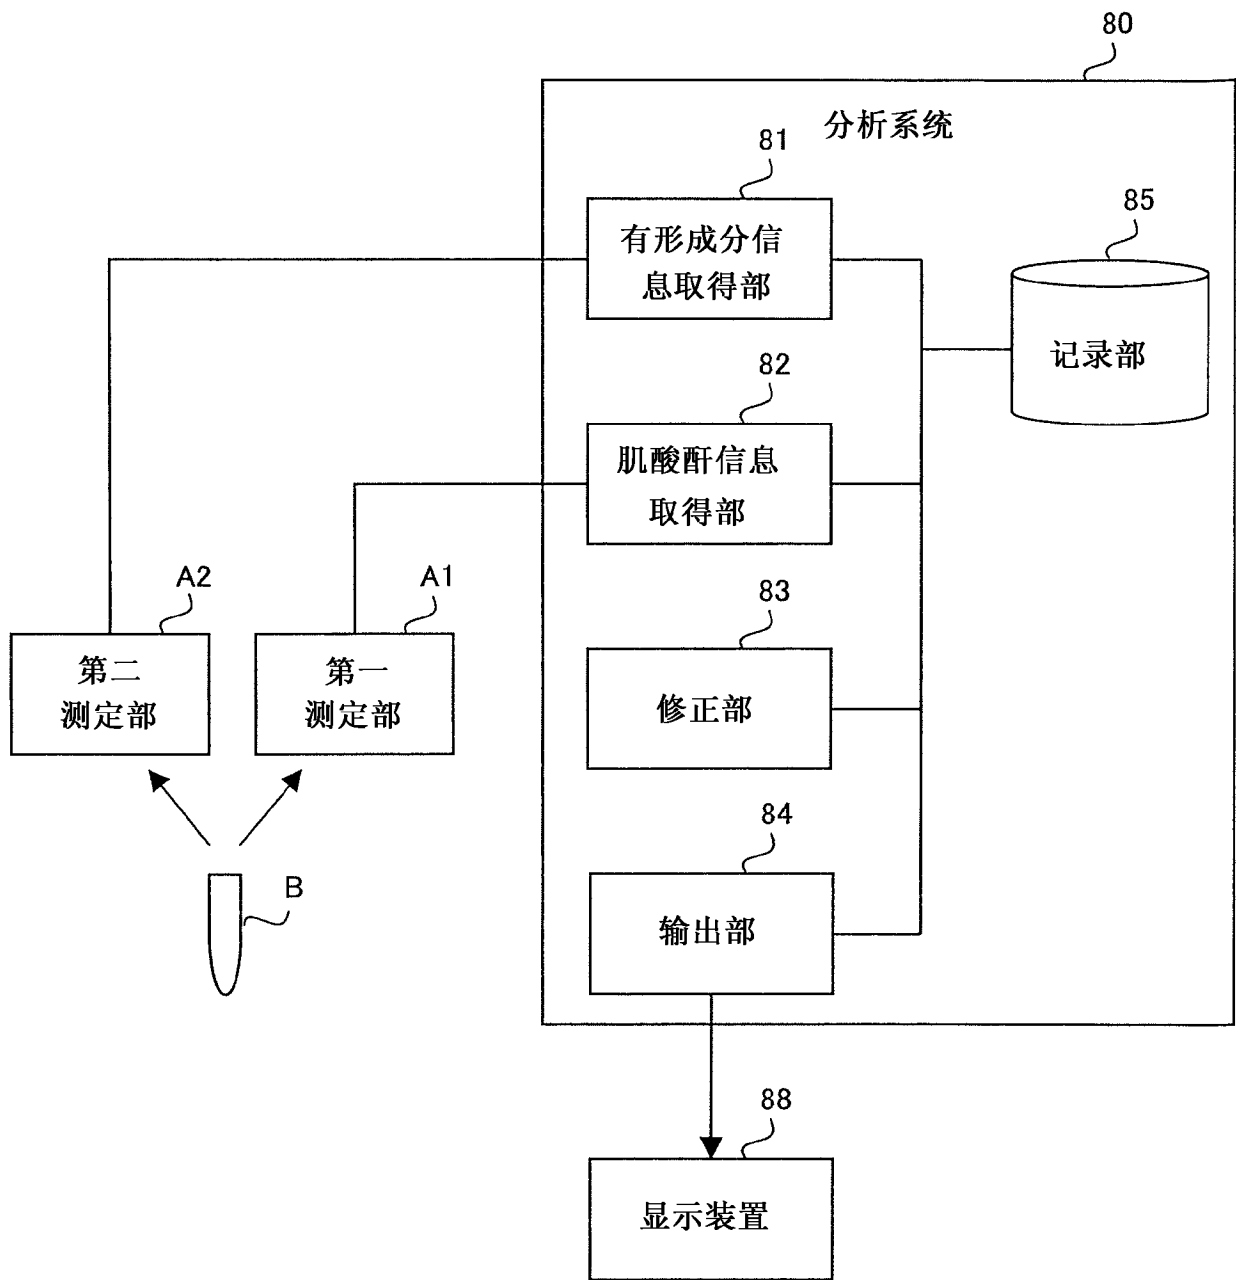 80
分析系统
81
有形成分信
息取得部
85
记录部
82
肌酸酐信息
取得部
A2
第二
测定部
A1
第一
测定部
83
修正部
84
输出部
B
88
显示装置